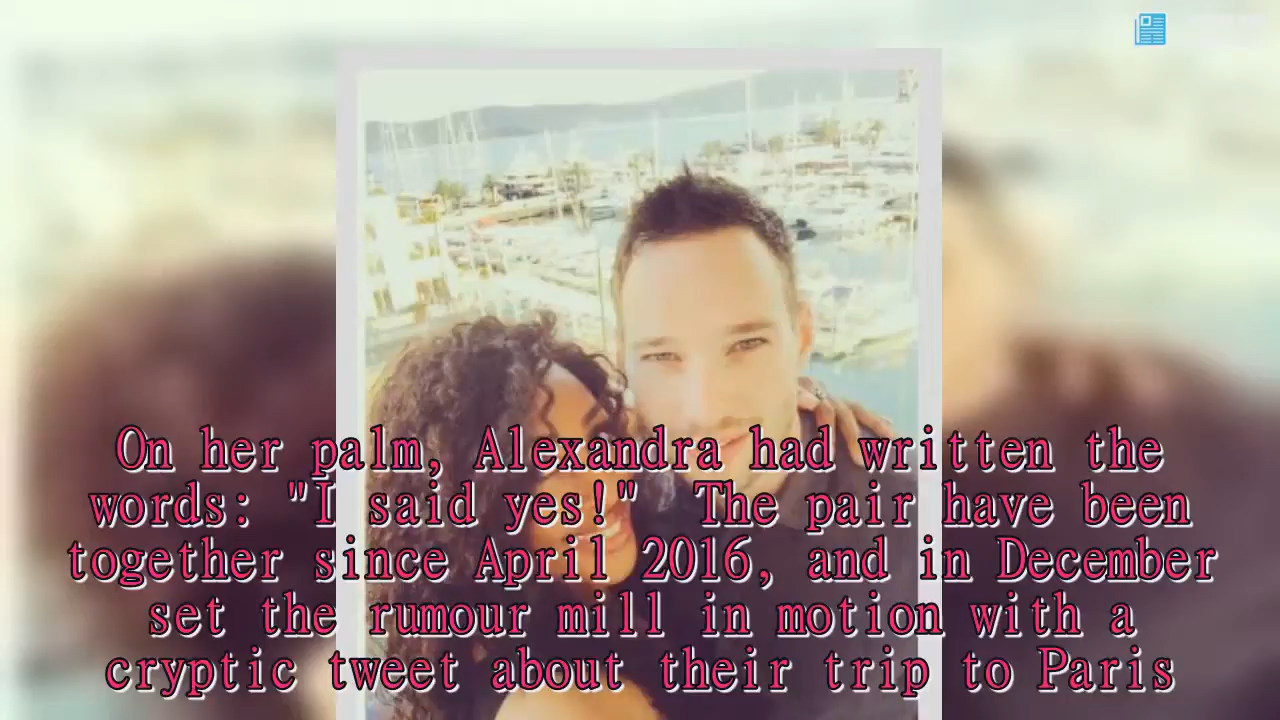 On her palm, Alexandra had written the
words: "I said yes!"  The pair have been
together since April 2016, and in December
set the rumour mill in motion with a
cryptic tweet about their trip to Paris